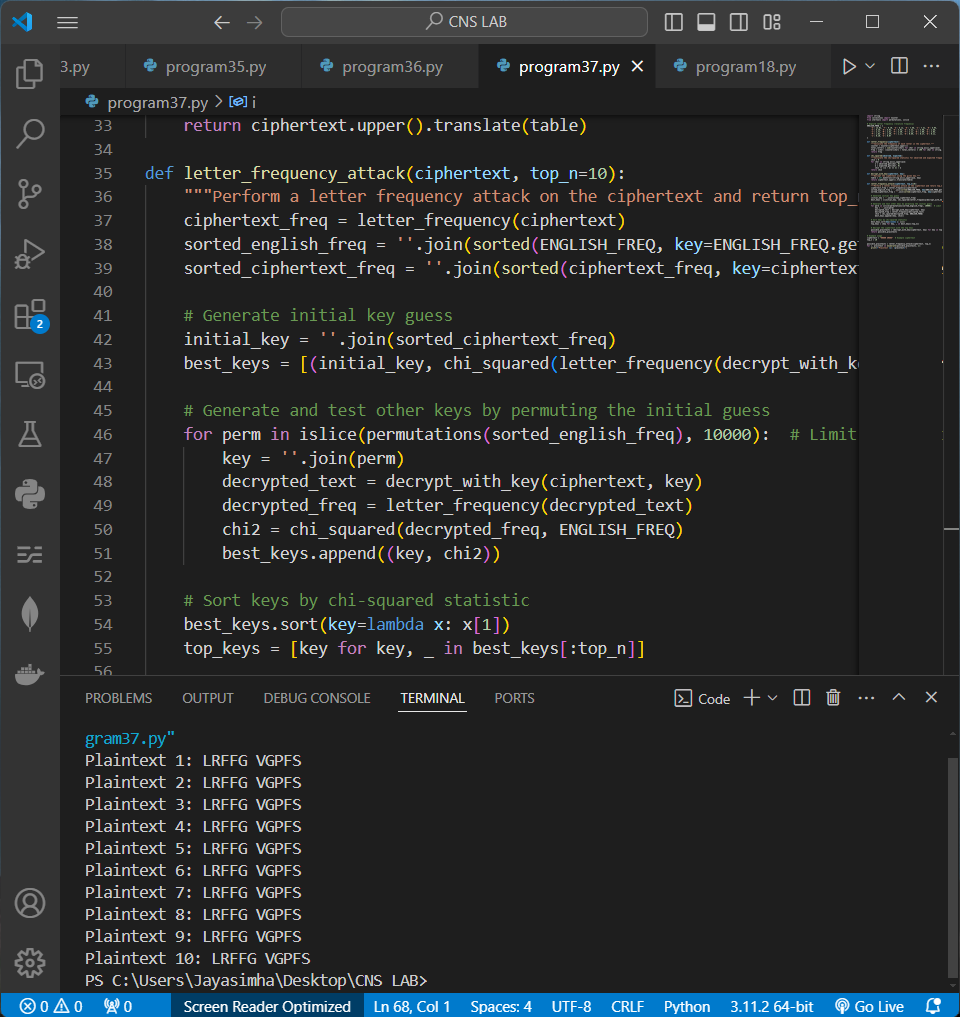 CNS LAB
3.py
program35.py
program36.py
program37.py
program18.py
program37.py > i
33 return ciphertext.upper().translate(table)
34
35 def letter_frequency_attack(ciphertext, top_n=10):
36 """Perform a letter frequency attack on the ciphertext and return top_
37 ciphertext_freq = letter_frequency(ciphertext)
38 sorted_english_freq = ''.join(sorted(ENGLISH_FREQ, key=ENGLISH_FREQ.ge
39 sorted_ciphertext_freq = ''.join(sorted(ciphertext_freq, key=ciphertex
40
41 # Generate initial key guess
42 initial_key = ''.join(sorted_ciphertext_freq)
43 best_keys = [(initial_key, chi_squared(letter_frequency(decrypt_with_k
44
45 # Generate and test other keys by permuting the initial guess
46 for perm in islice(permutations(sorted_english_freq), 10000):  # Limit
47 key = ''.join(perm)
48 decrypted_text = decrypt_with_key(ciphertext, key)
49 decrypted_freq = letter_frequency(decrypted_text)
50 chi2 = chi_squared(decrypted_freq, ENGLISH_FREQ)
51 best_keys.append((key, chi2))
52
53 # Sort keys by chi-squared statistic
54 best_keys.sort(key=lambda x: x[1])
55 top_keys = [key for key, _ in best_keys[:top_n]]
56
2
PROBLEMS OUTPUT DEBUG CONSOLE TERMINAL PORTS Code
gram37.py"
Plaintext 1: LRFFG VGPFS
Plaintext 2: LRFFG VGPFS
Plaintext 3: LRFFG VGPFS
Plaintext 4: LRFFG VGPFS
Plaintext 5: LRFFG VGPFS
Plaintext 6: LRFFG VGPFS
Plaintext 7: LRFFG VGPFS
Plaintext 8: LRFFG VGPFS
Plaintext 9: LRFFG VGPFS
Plaintext 10: LRFFG VGPFS
PS C:\Users\Jayasimha\Desktop\CNS LAB>
0 0 0 Screen Reader Optimized Ln 68, Col 1 Spaces: 4 UTF-8 CRLF Python 3.11.2 64-bit Go Live